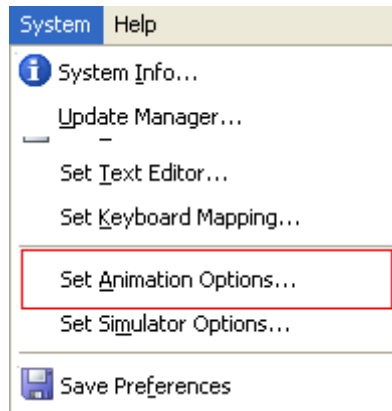 System Help
System Info...
Update Manager...
Set Text Editor...
Set Keyboard Mapping...
Set Animation Options...
Set Simulator Options...
Save Preferences